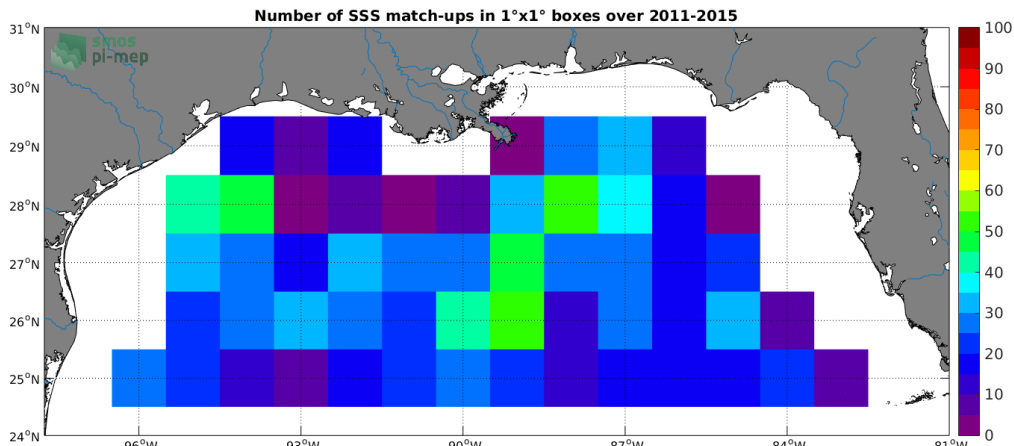 Number of SSS match-ups in 1°x1° boxes over 2011-2015
smos
pi-mep
31°N
30°N
29°N
28°N
27°N
26°N
25°N
24°N
96°W 93°W 90°W 87°W 84°W 81°W
100
90
80
70
60
50
40
30
20
10
0